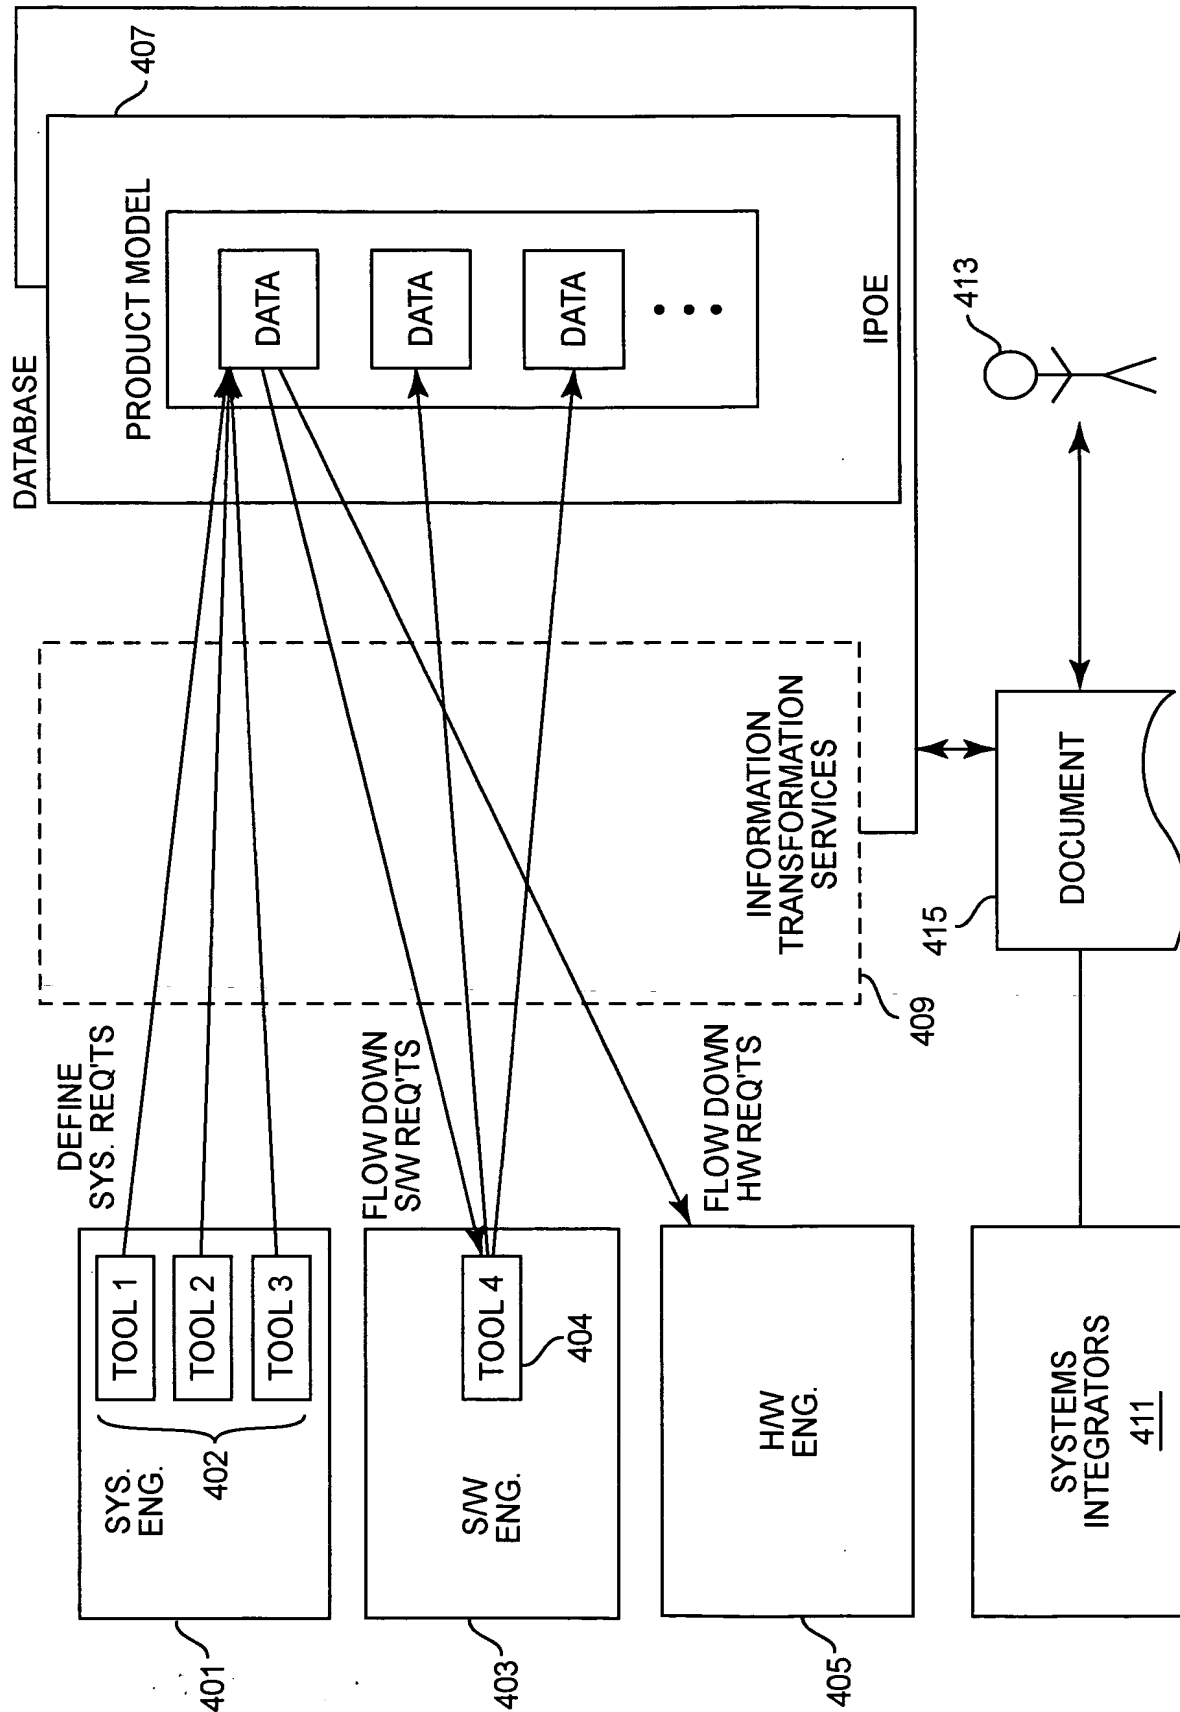 DATABASE
407
PRODUCT MODEL
DATA
DATA
DATA
IPOE
413
DEFINE
SYS. REQ'TS
FLOW DOWN
S/W REQ'TS
FLOW DOWN
HW REQ'TS
INFORMATION
TRANSFORMATION
SERVICES
409
415
DOCUMENT
TOOL 1
TOOL 2
TOOL 3
402
SYS.
ENG.
401
TOOL 4
404
S/W
ENG.
403
H/W
ENG.
405
SYSTEMS
INTEGRATORS
411